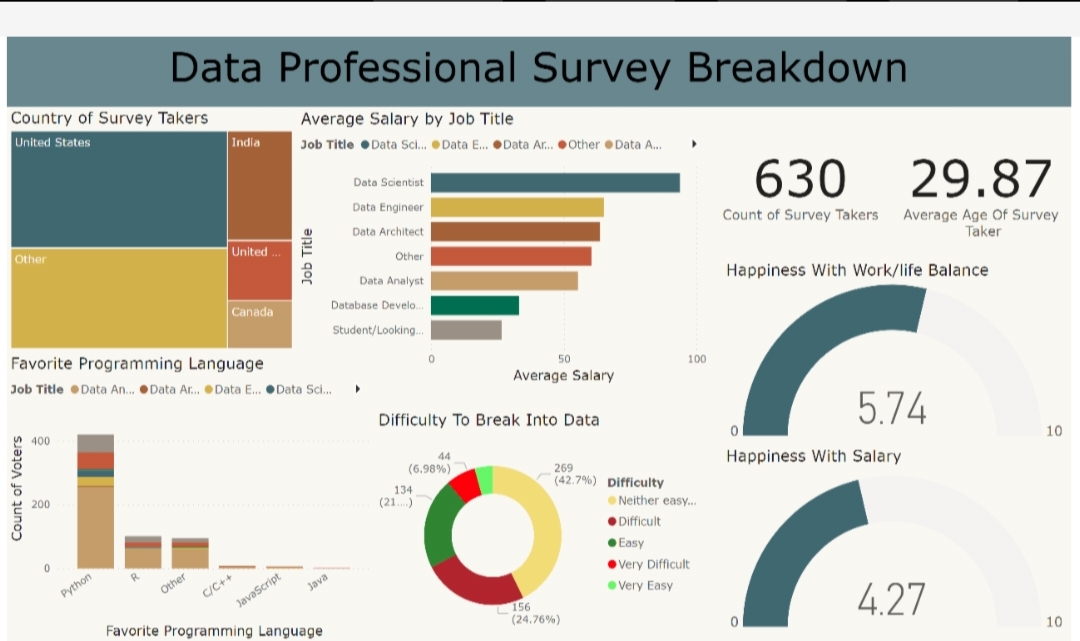 Data Professional Survey Breakdown
Country of Survey Takers
United States
India
Other
United ...
Canada
Average Salary by Job Title
Job Title Data Sci... Data E... Data Ar... Other Data A...
Job Title
Data Scientist
Data Engineer
Data Architect
Other
Data Analyst
Database Develo...
Student/Looking...
0 50 100
Average Salary
630
Count of Survey Takers
29.87
Average Age Of Survey
Taker
Happiness With Work/life Balance
5.74
0 10
Happiness With Salary
4.27
0 10
Favorite Programming Language
Job Title Data An... Data Ar... Data E... Data Sci...
Count of Voters
400
200
0
Python R Other C/C++ JavaScript Java
Favorite Programming Language
Difficulty To Break Into Data
44
(6.98%)
269
(42.7%)
134
(21....)
156
(24.76%)
Difficulty
Neither easy...
Difficult
Easy
Very Difficult
Very Easy